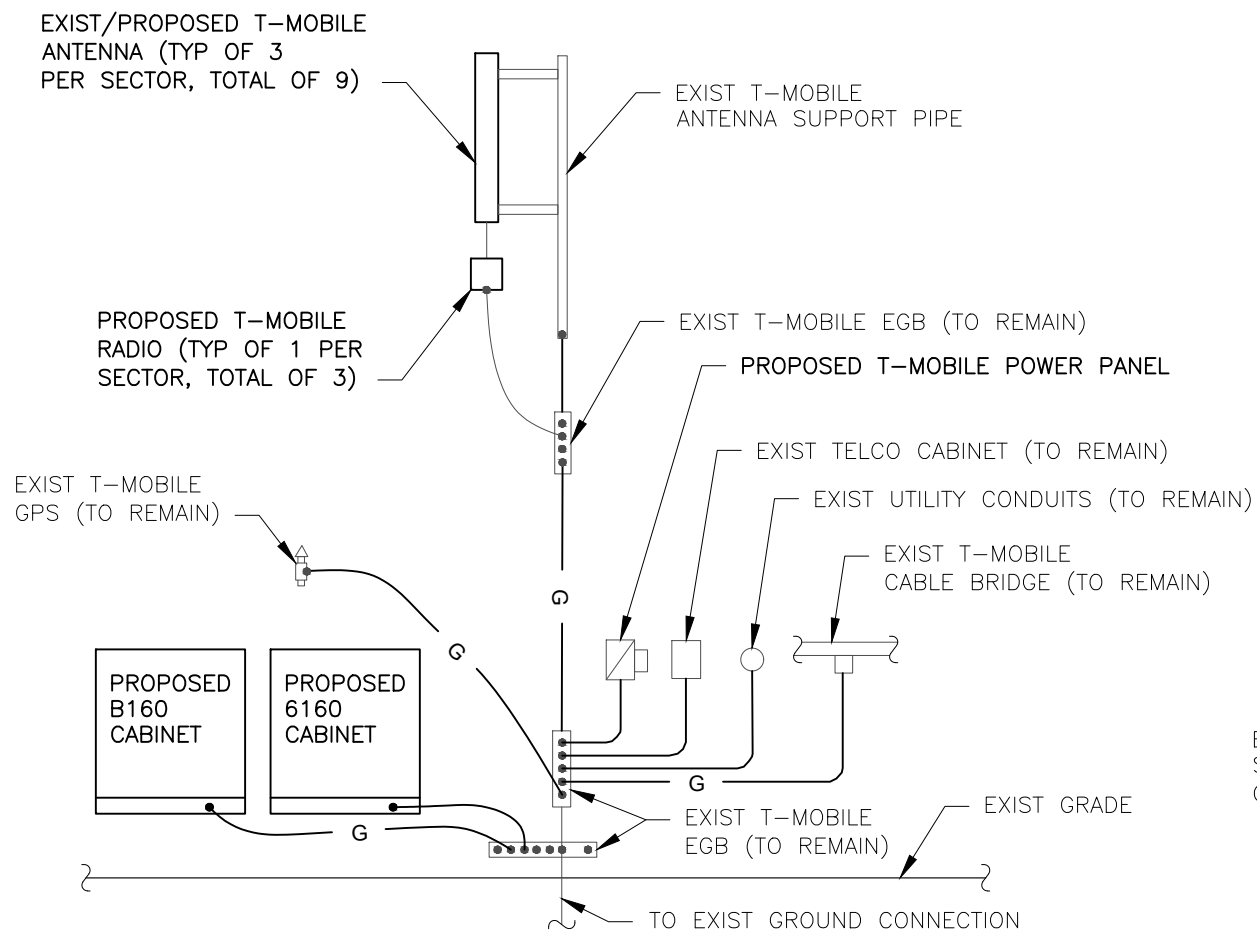 EXIST/PROPOSED T-MOBILE
ANTENNA (TYP OF 3
PER SECTOR, TOTAL OF 9)
EXIST T-MOBILE
ANTENNA SUPPORT PIPE
PROPOSED T-MOBILE
RADIO (TYP OF 1 PER
SECTOR, TOTAL OF 3)
EXIST T-MOBILE EGB (TO REMAIN)
PROPOSED T-MOBILE POWER PANEL
EXIST TELCO CABINET (TO REMAIN)
EXIST T-MOBILE
GPS (TO REMAIN)
EXIST UTILITY CONDUITS (TO REMAIN)
EXIST T-MOBILE
CABLE BRIDGE (TO REMAIN)
G
G
PROPOSED
B160
CABINET
PROPOSED
6160
CABINET
G
G
EXIST T-MOBILE
EGB (TO REMAIN)
EXIST GRADE
TO EXIST GROUND CONNECTION